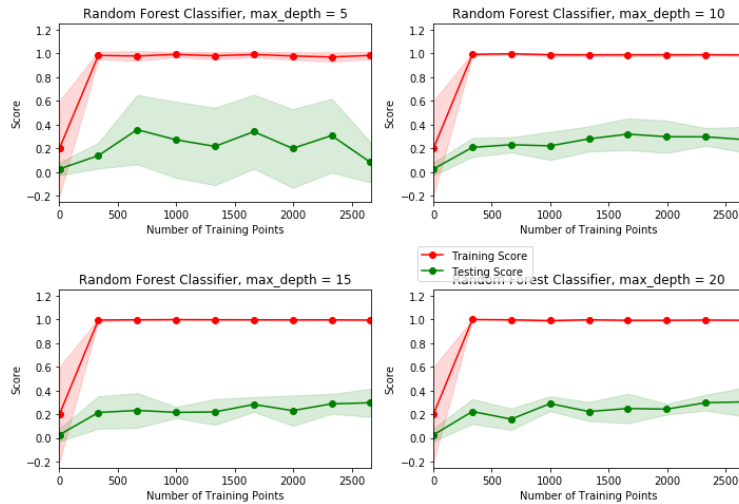 Random Forest Classifier, max_depth = 5
1.2
1.0
0.8
0.6
0.4
0.2
0.0
−0.2
Score
0 500 1000 1500 2000 2500
Number of Training Points
Random Forest Classifier, max_depth = 10
1.2
1.0
0.8
0.6
0.4
0.2
0.0
−0.2
Score
0 500 1000 1500 2000 2500
Number of Training Points
Training Score
Testing Score
Random Forest Classifier, max_depth = 15
1.2
1.0
0.8
0.6
0.4
0.2
0.0
−0.2
Score
0 500 1000 1500 2000 2500
Number of Training Points
Random Forest Classifier, max_depth = 20
1.2
1.0
0.8
0.6
0.4
0.2
0.0
−0.2
Score
0 500 1000 1500 2000 2500
Number of Training Points